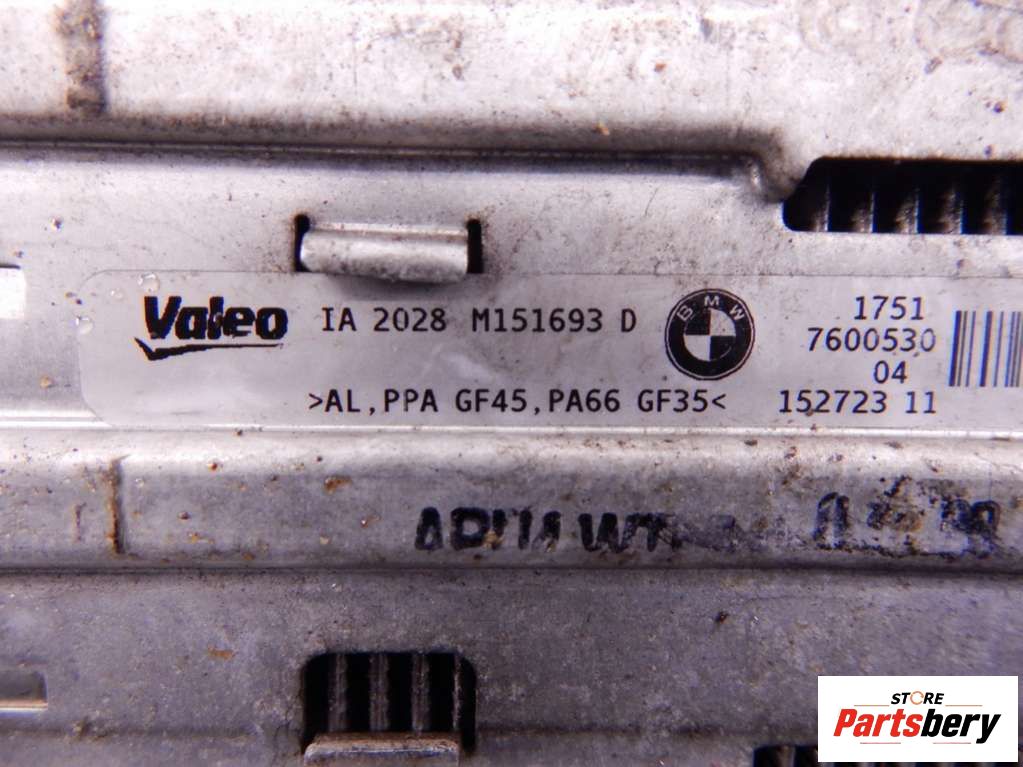 Valeo IA 2028 M151693 D BMW 1751
7600530
04
>AL,PPA GF45,PA66 GF35< 152723 11
STORE
Partsbery